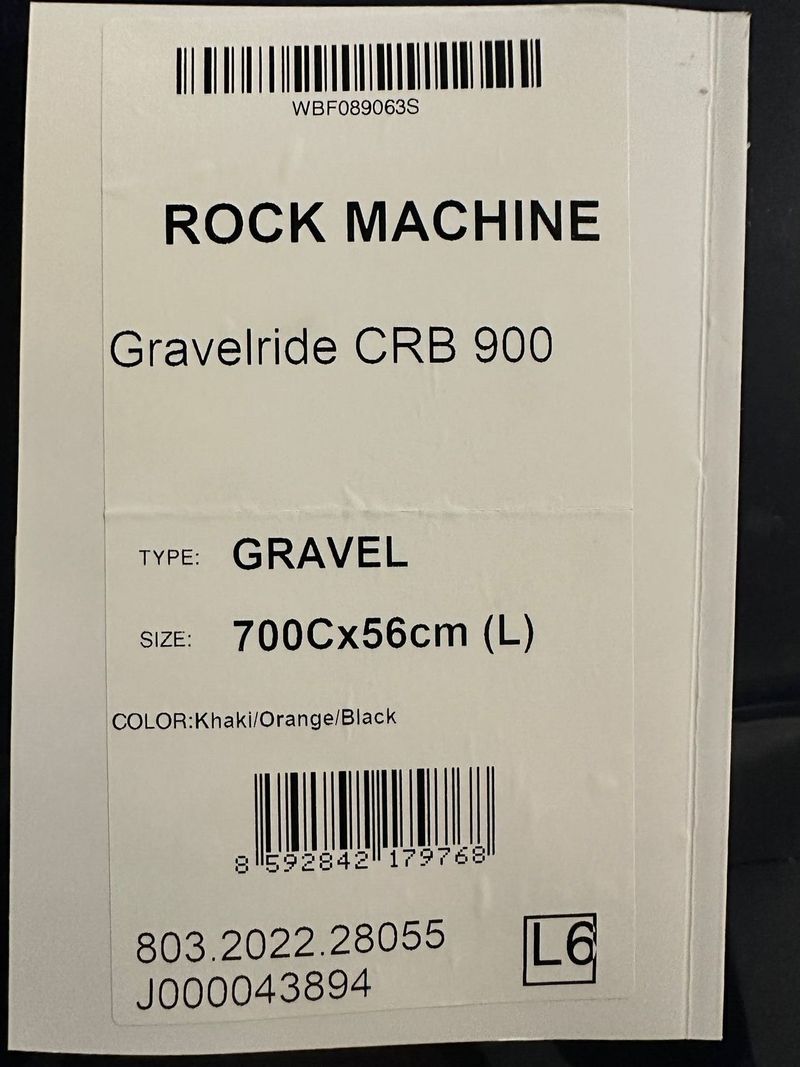 WBF089063S
ROCK MACHINE
Gravelride CRB 900
TYPE: GRAVEL
SIZE: 700Cx56cm (L)
COLOR:Khaki/Orange/Black
8 592842 179768
803.2022.28055
J000043894
L6